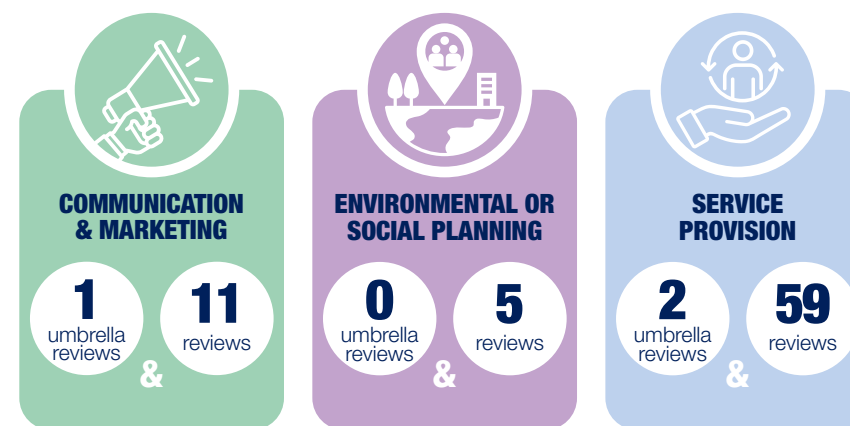 COMMUNICATION
& MARKETING
1
umbrella
reviews
&
11
reviews
ENVIRONMENTAL OR
SOCIAL PLANNING
0
umbrella
reviews
&
5
reviews
SERVICE
PROVISION
2
umbrella
reviews
&
59
reviews